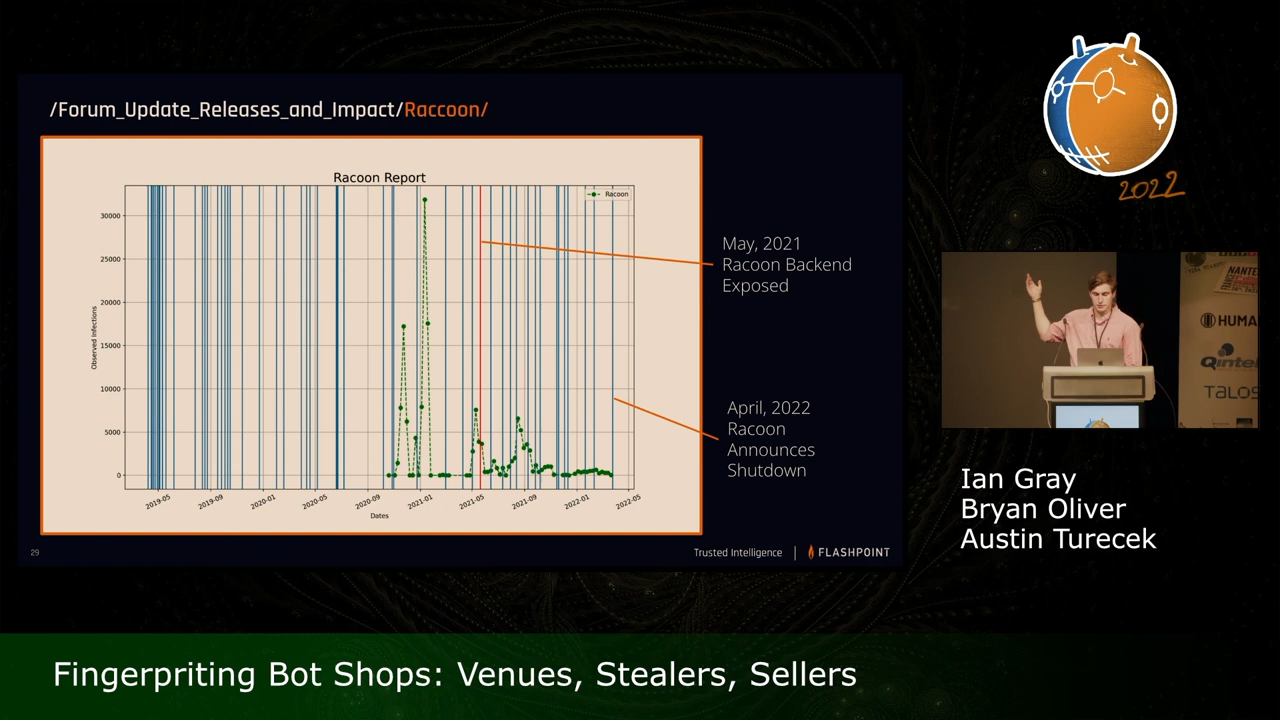 2022
/Forum_Update_Releases_and_Impact/Raccoon/
Racoon Report
Racoon
30000
25000
20000
15000
10000
5000
0
Observed Infections
2019-05
2019-09
2020-01
2020-05
2020-09
2021-01
2021-05
2021-09
2022-01
2022-05
Dates
May, 2021
Racoon Backend
Exposed
April, 2022
Racoon
Announces
Shutdown
29
Trusted Intelligence | FLASHPOINT
HUMA
Qintel
TALOS
Ian Gray
Bryan Oliver
Austin Turecek
Fingerpriting Bot Shops: Venues, Stealers, Sellers